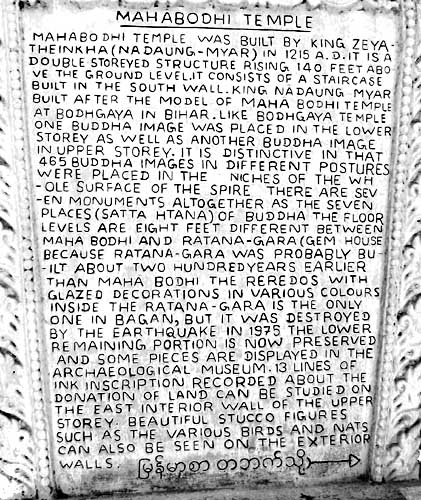 MAHABODHI TEMPLE
MAHABODHI TEMPLE WAS BUILT BY KING ZEYA-
THEINKHA(NADAUNG-MYAR) IN 1215 A.D. IT IS A
DOUBLE STOREYED STRUCTURE RISING 140 FEET ABO
VE THE GROUND LEVEL.IT CONSISTS OF A STAIRCASE
BUILT IN THE SOUTH WALL. KING NADAUNG MYAR
BUILT AFTER THE MODEL OF MAHA BODHI TEMPLE
AT BODHGAYA IN BIHAR. LIKE BODHGAYA TEMPLE
ONE BUDDHA IMAGE WAS PLACED IN THE LOWER
STOREY AS WELL AS ANOTHER BUDDHA IMAGE
IN UPPER STOREY. IT IS DISTINCTIVE IN THAT
465 BUDDHA IMAGES IN DIFFERENT POSTURES
WERE PLACED IN THE NICHES OF THE WH
-OLE SURFACE OF THE SPIRE THERE ARE SEV
-EN MONUMENTS ALTOGETHER AS THE SEVEN
PLACES(SATTA HTANA) OF BUDDHA THE FLOOR
LEVELS ARE EIGHT FEET DIFFERENT BETWEEN
MAHA BODHI AND RATANA-GARA(GEM HOUSE
BECAUSE RATANA-GARA WAS PROBABLY BU-
ILT ABOUT TWO HUNDREDYEARS EARLIER
THAN MAHA BODHI THE REREDOS WITH
GLAZED DECORATIONS IN VARIOUS COLOURS
INSIDE THE RATANA-GARA IS THE ONLY
ONE IN BAGAN, BUT IT WAS DESTROYED
BY THE EARTHQUAKE IN 1975 THE LOWER
REMAINING PORTION IS NOW PRESERVED
AND SOME PIECES ARE DISPLAYED IN THE
ARCHAEOLOGICAL MUSEUM. 13 LINES OF
INK INSCRIPTION RECORDED ABOUT THE
DONATION OF LAND CAN BE STUDIED ON
THE EAST INTERIOR WALL OF THE UPPER
STOREY. BEAUTIFUL STUCCO FIGURES
SUCH AS THE VARIOUS BIRDS AND NATS
CAN ALSO BE SEEN ON THE EXTERIOR
WALLS. မြန်မာစာ တဘက်သို့